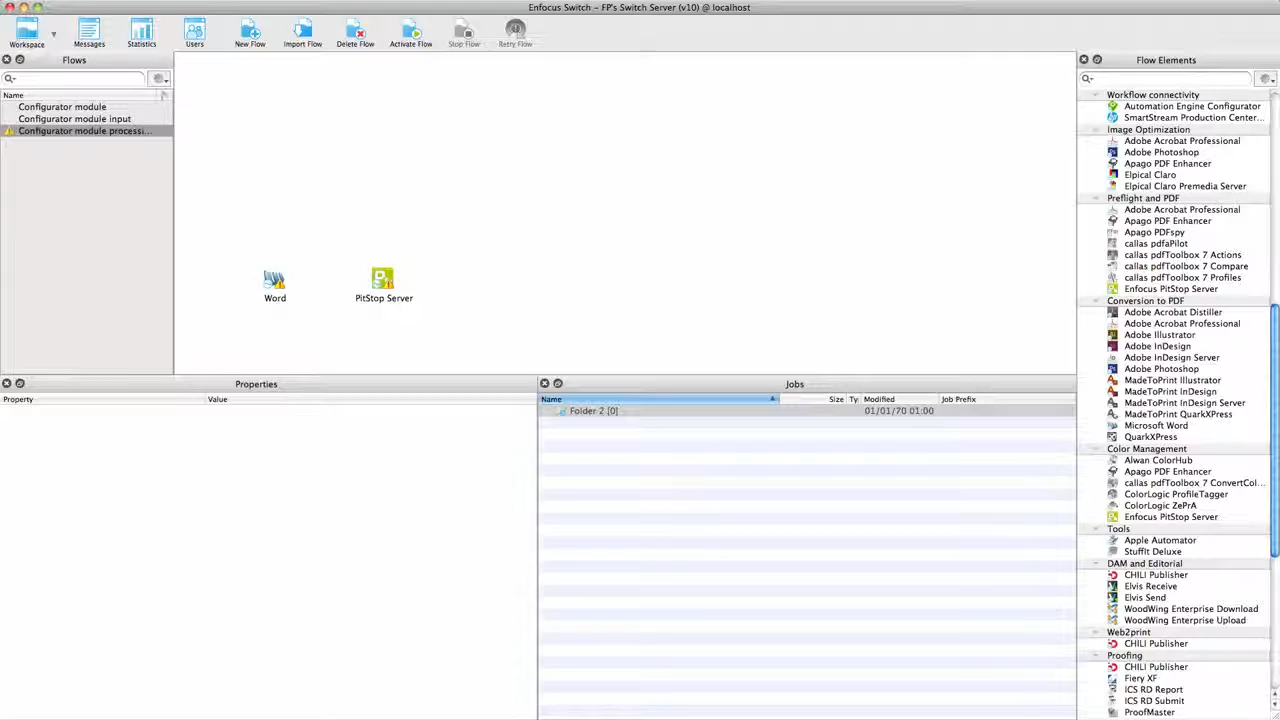 Enfocus Switch – FP's Switch Server (v10) @ localhost
Workspace
Messages
Statistics
Users
New Flow
Import Flow
Delete Flow
Activate Flow
Stop Flow
Retry Flow
Flows
Name
Configurator module
Configurator module input
Configurator module processi...
Word
PitStop Server
Properties
Property Value
Jobs
Name Size Ty Modified Job Prefix
Folder 2 [0] 01/01/70 01:00
Flow Elements
Workflow connectivity
Automation Engine Configurator
SmartStream Production Center...
Image Optimization
Adobe Acrobat Professional
Adobe Photoshop
Apago PDF Enhancer
Elpical Claro
Elpical Claro Premedia Server
Preflight and PDF
Adobe Acrobat Professional
Apago PDF Enhancer
Apago PDFspy
callas pdfaPilot
callas pdfToolbox 7 Actions
callas pdfToolbox 7 Compare
callas pdfToolbox 7 Profiles
Enfocus PitStop Server
Conversion to PDF
Adobe Acrobat Distiller
Adobe Acrobat Professional
Adobe Illustrator
Adobe InDesign
Adobe InDesign Server
Adobe Photoshop
MadeToPrint Illustrator
MadeToPrint InDesign
MadeToPrint InDesign Server
MadeToPrint QuarkXPress
Microsoft Word
QuarkXPress
Color Management
Alwan ColorHub
Apago PDF Enhancer
callas pdfToolbox 7 ConvertCol...
ColorLogic ProfileTagger
ColorLogic ZePrA
Enfocus PitStop Server
Tools
Apple Automator
StuffIt Deluxe
DAM and Editorial
CHILI Publisher
Elvis Receive
Elvis Send
WoodWing Enterprise Download
WoodWing Enterprise Upload
Web2print
CHILI Publisher
Proofing
CHILI Publisher
Fiery XF
ICS RD Report
ICS RD Submit
ProofMaster